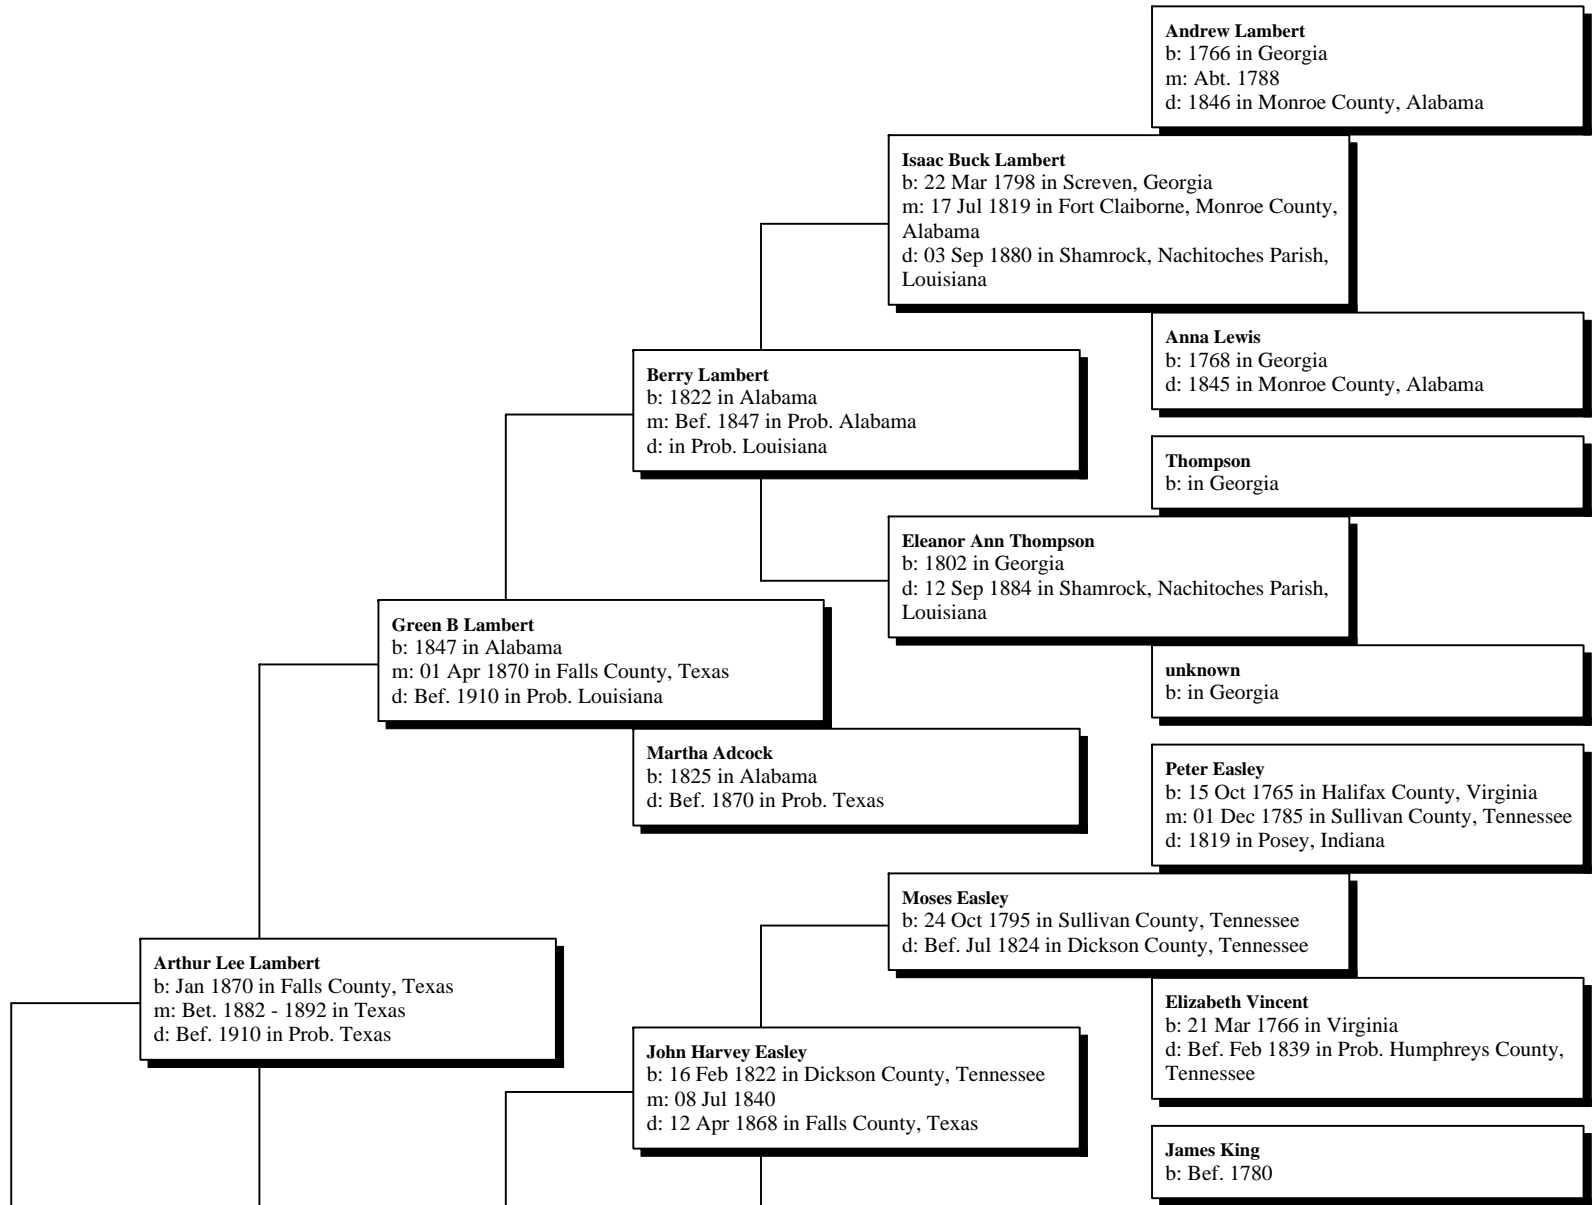 Andrew Lambert
b: 1766 in Georgia
m: Abt. 1788
d: 1846 in Monroe County, Alabama
Isaac Buck Lambert
b: 22 Mar 1798 in Screven, Georgia
m: 17 Jul 1819 in Fort Claiborne, Monroe County,
Alabama
d: 03 Sep 1880 in Shamrock, Nachitoches Parish,
Louisiana
Anna Lewis
b: 1768 in Georgia
d: 1845 in Monroe County, Alabama
Berry Lambert
b: 1822 in Alabama
m: Bef. 1847 in Prob. Alabama
d: in Prob. Louisiana
Thompson
b: in Georgia
Eleanor Ann Thompson
b: 1802 in Georgia
d: 12 Sep 1884 in Shamrock, Nachitoches Parish,
Louisiana
Green B Lambert
b: 1847 in Alabama
m: 01 Apr 1870 in Falls County, Texas
d: Bef. 1910 in Prob. Louisiana
unknown
b: in Georgia
Martha Adcock
b: 1825 in Alabama
d: Bef. 1870 in Prob. Texas
Peter Easley
b: 15 Oct 1765 in Halifax County, Virginia
m: 01 Dec 1785 in Sullivan County, Tennessee
d: 1819 in Posey, Indiana
Moses Easley
b: 24 Oct 1795 in Sullivan County, Tennessee
d: Bef. Jul 1824 in Dickson County, Tennessee
Arthur Lee Lambert
b: Jan 1870 in Falls County, Texas
m: Bet. 1882 - 1892 in Texas
d: Bef. 1910 in Prob. Texas
Elizabeth Vincent
b: 21 Mar 1766 in Virginia
d: Bef. Feb 1839 in Prob. Humphreys County,
Tennessee
John Harvey Easley
b: 16 Feb 1822 in Dickson County, Tennessee
m: 08 Jul 1840
d: 12 Apr 1868 in Falls County, Texas
James King
b: Bef. 1780